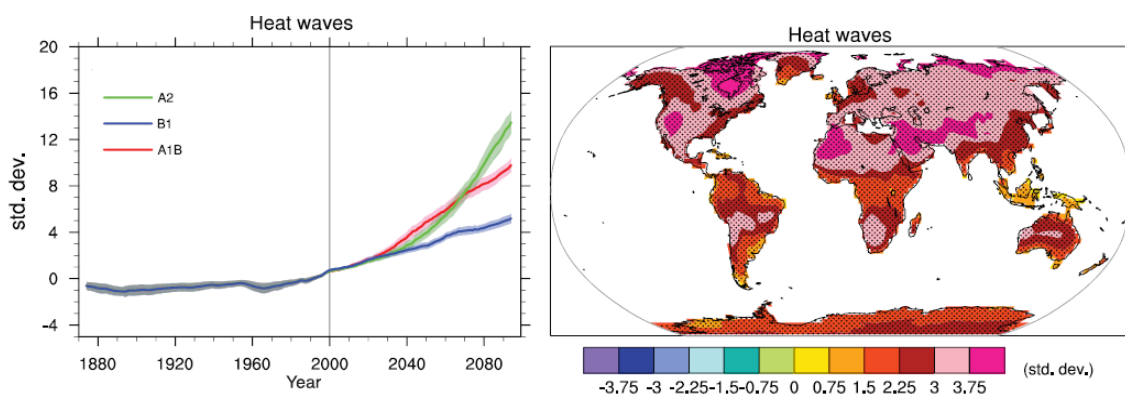 Heat waves
20
16
12
8
4
0
-4
std. dev.
A2
B1
A1B
1880 1920 1960 2000 2040 2080
Year
Heat waves
-3.75 -3 -2.25 -1.5 -0.75 0 0.75 1.5 2.25 3 3.75
(std. dev.)